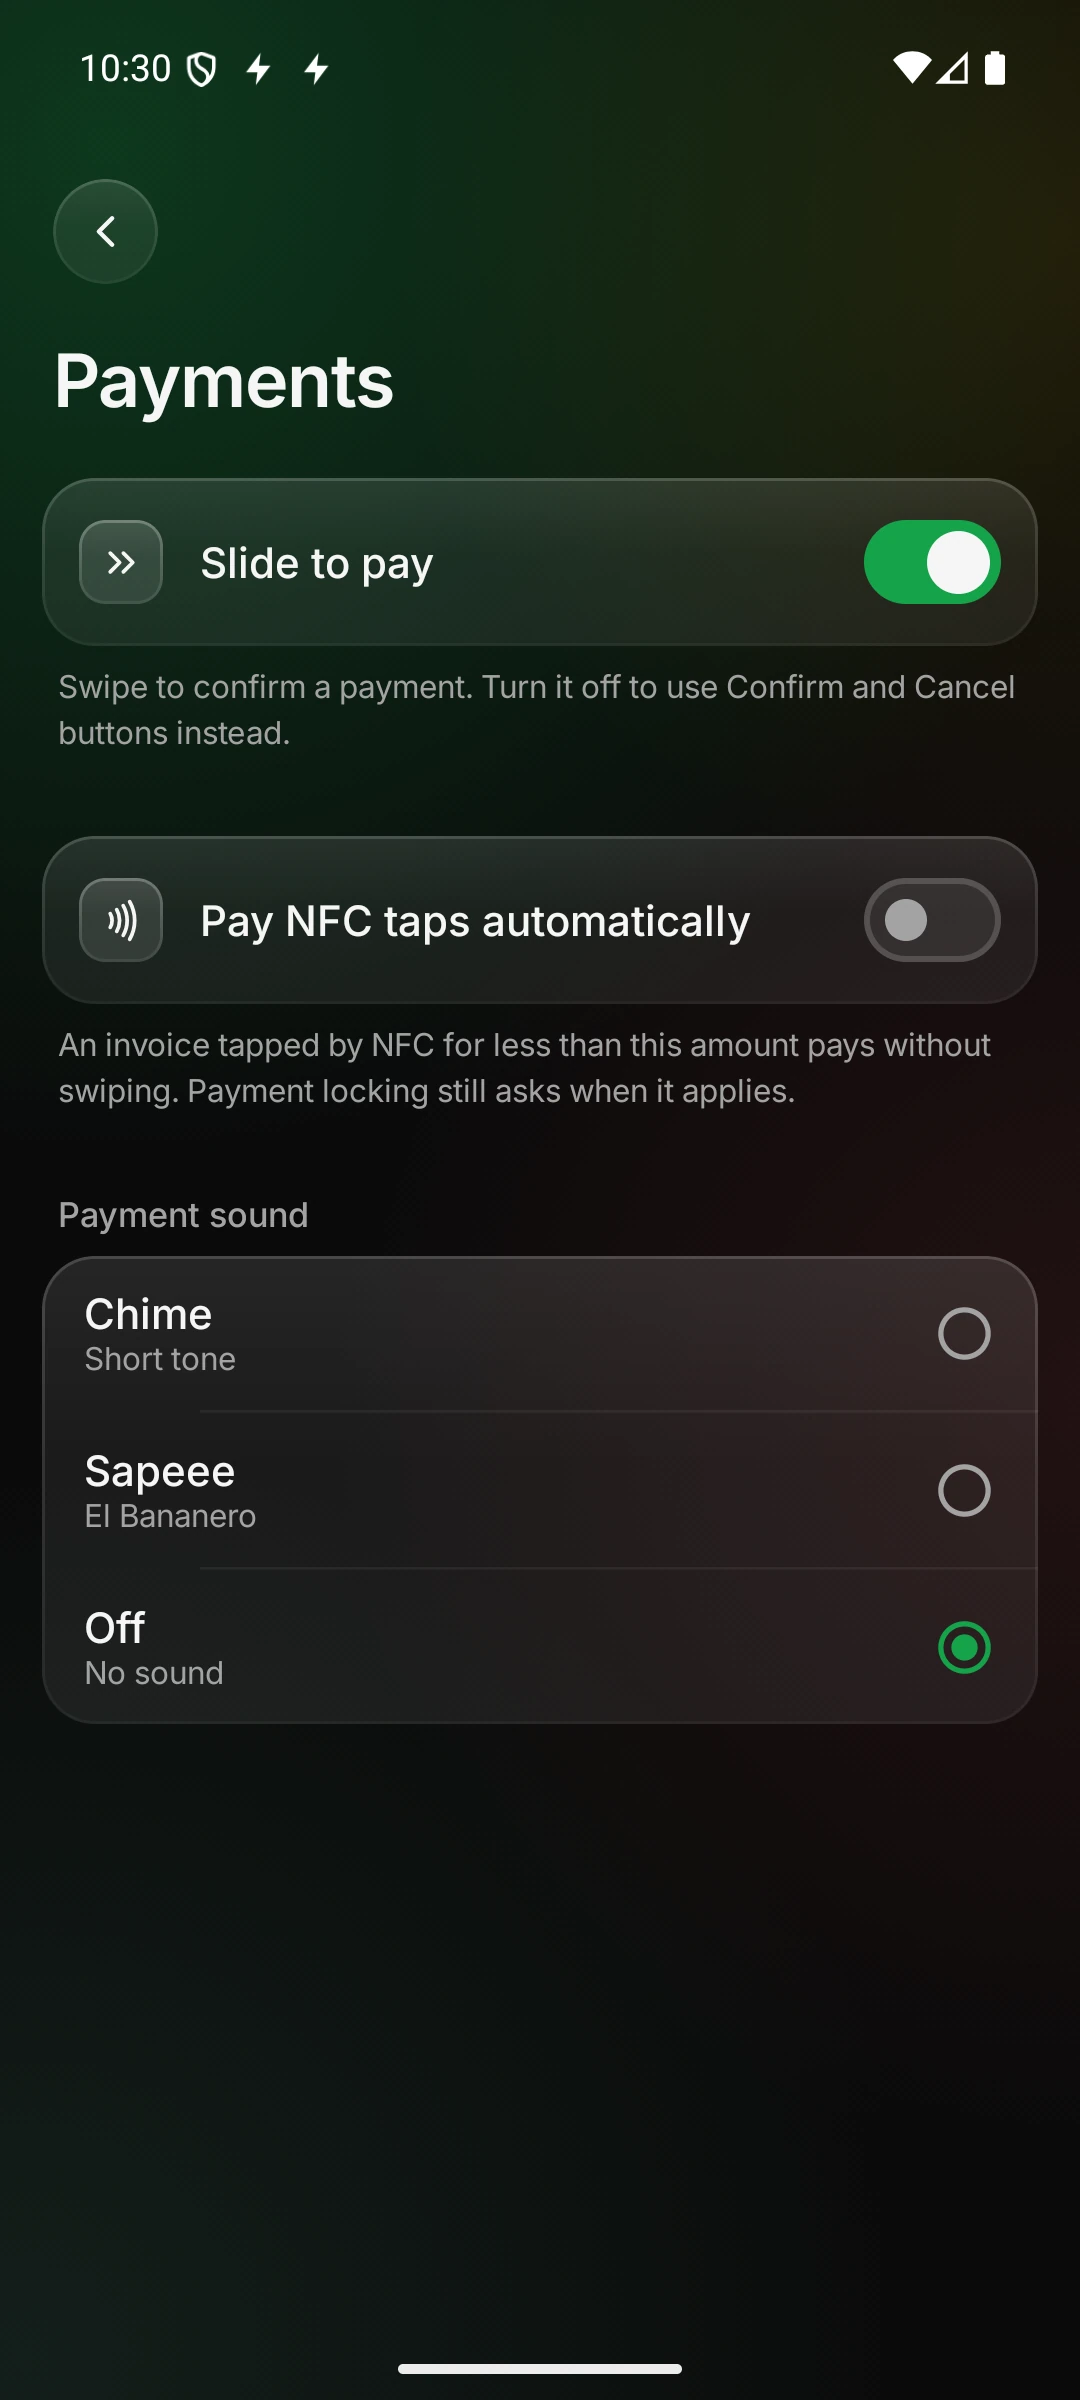 10:30
Payments
Slide to pay
Swipe to confirm a payment. Turn it off to use Confirm and Cancel
buttons instead.
Pay NFC taps automatically
An invoice tapped by NFC for less than this amount pays without
swiping. Payment locking still asks when it applies.
Payment sound
Chime
Short tone
Sapeee
El Bananero
Off
No sound